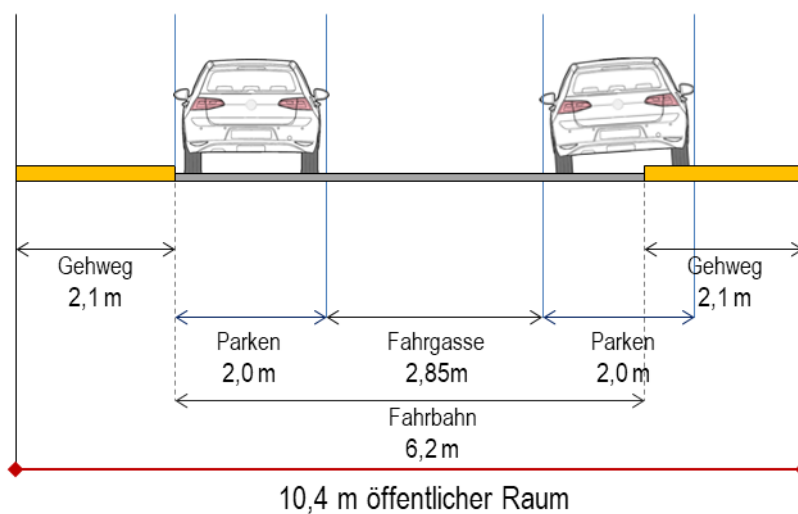 Gehweg
2,1 m
Gehweg
2,1 m
Parken
2,0 m
Fahrgasse
2,85m
Parken
2,0 m
Fahrbahn
6,2 m
10,4 m öffentlicher Raum